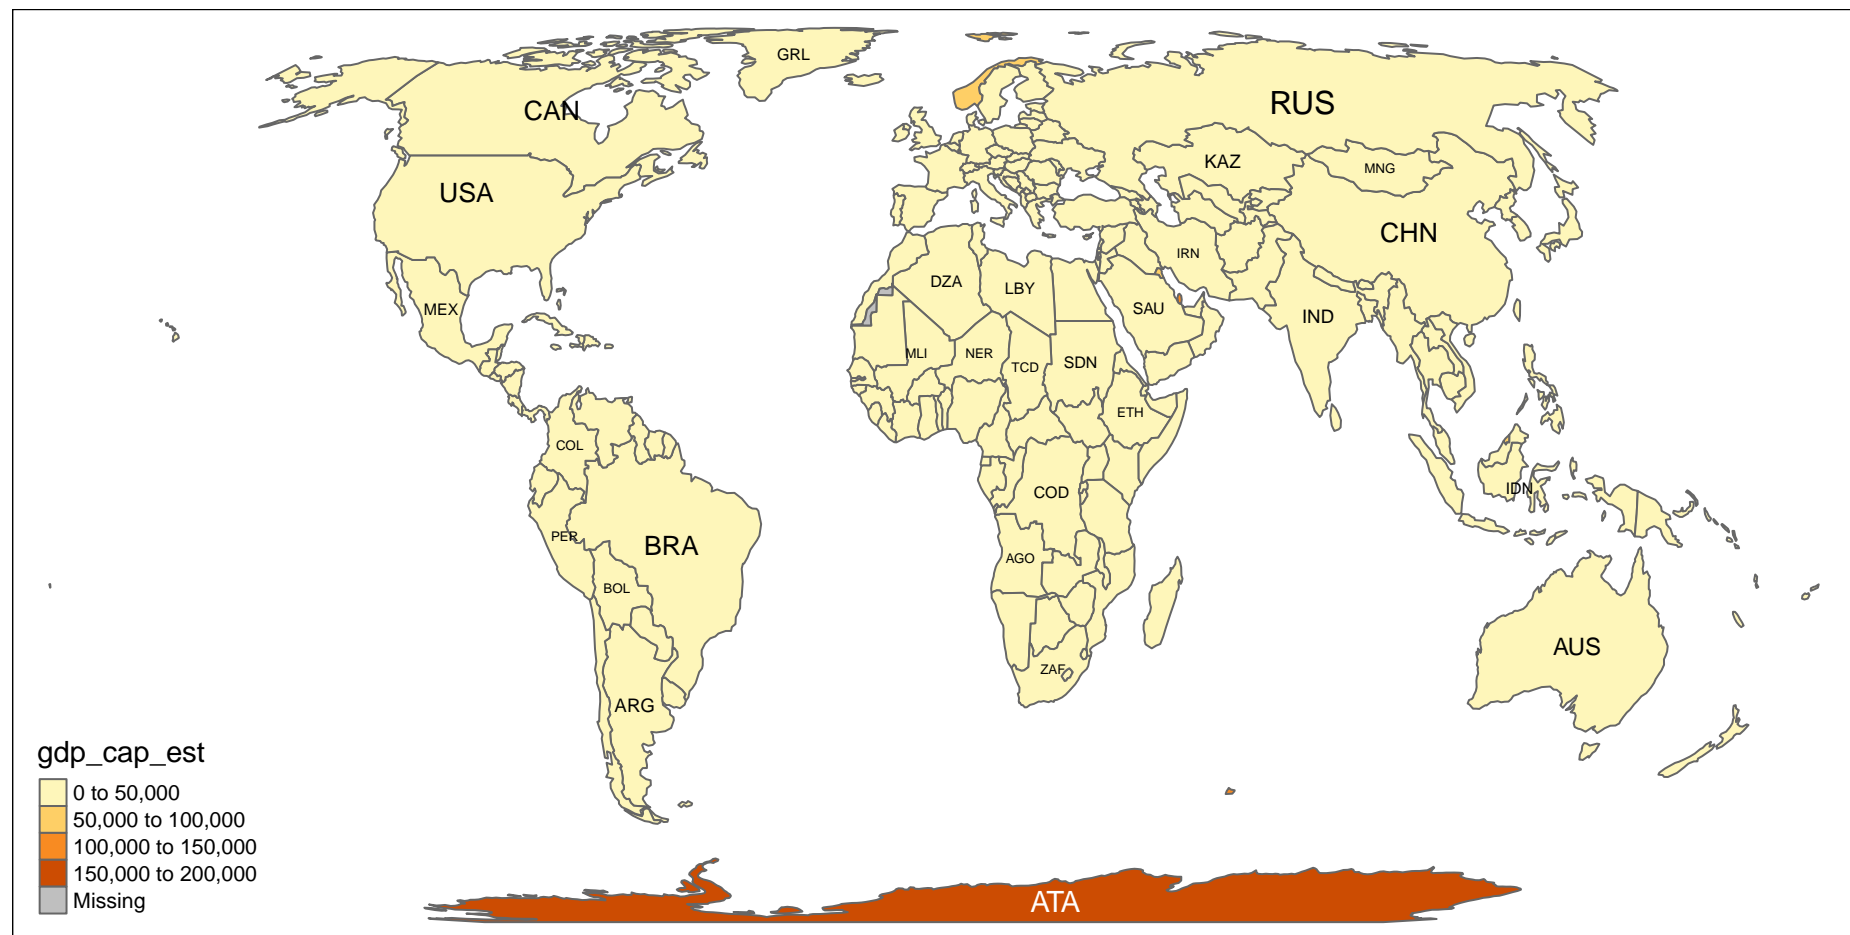 GRL
CAN
RUS
KAZ
MNG
USA
CHN
IRN
DZA
LBY
MEX
SAU
IND
MLI
NER
TCD
SDN
ETH
COL
COD
IDN
PER
BRA
AGO
BOL
AUS
ZAF
ARG
gdp_cap_est
0 to 50,000
50,000 to 100,000
100,000 to 150,000
150,000 to 200,000
Missing
ATA